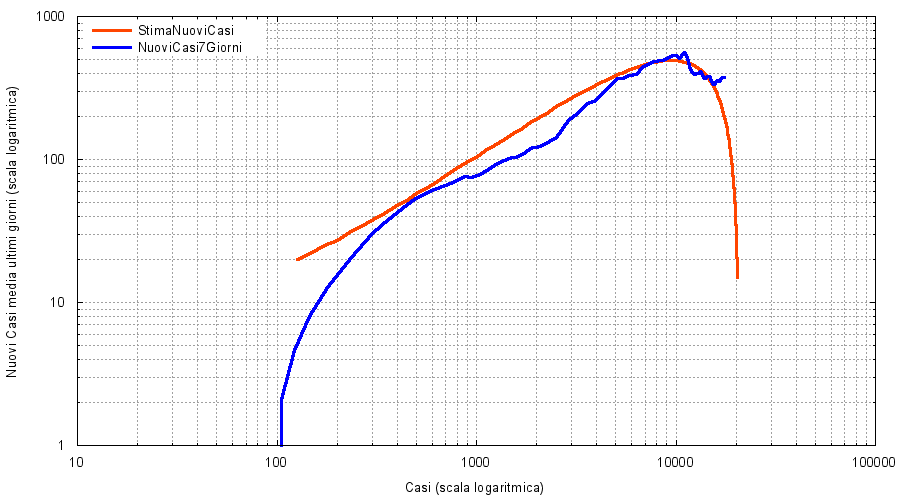 1000
StimaNuoviCasi
NuoviCasi7Giorni
100
10
1
10 100 1000 10000 100000
Nuovi Casi media ultimi giorni (scala logaritmica)
Casi (scala logaritmica)